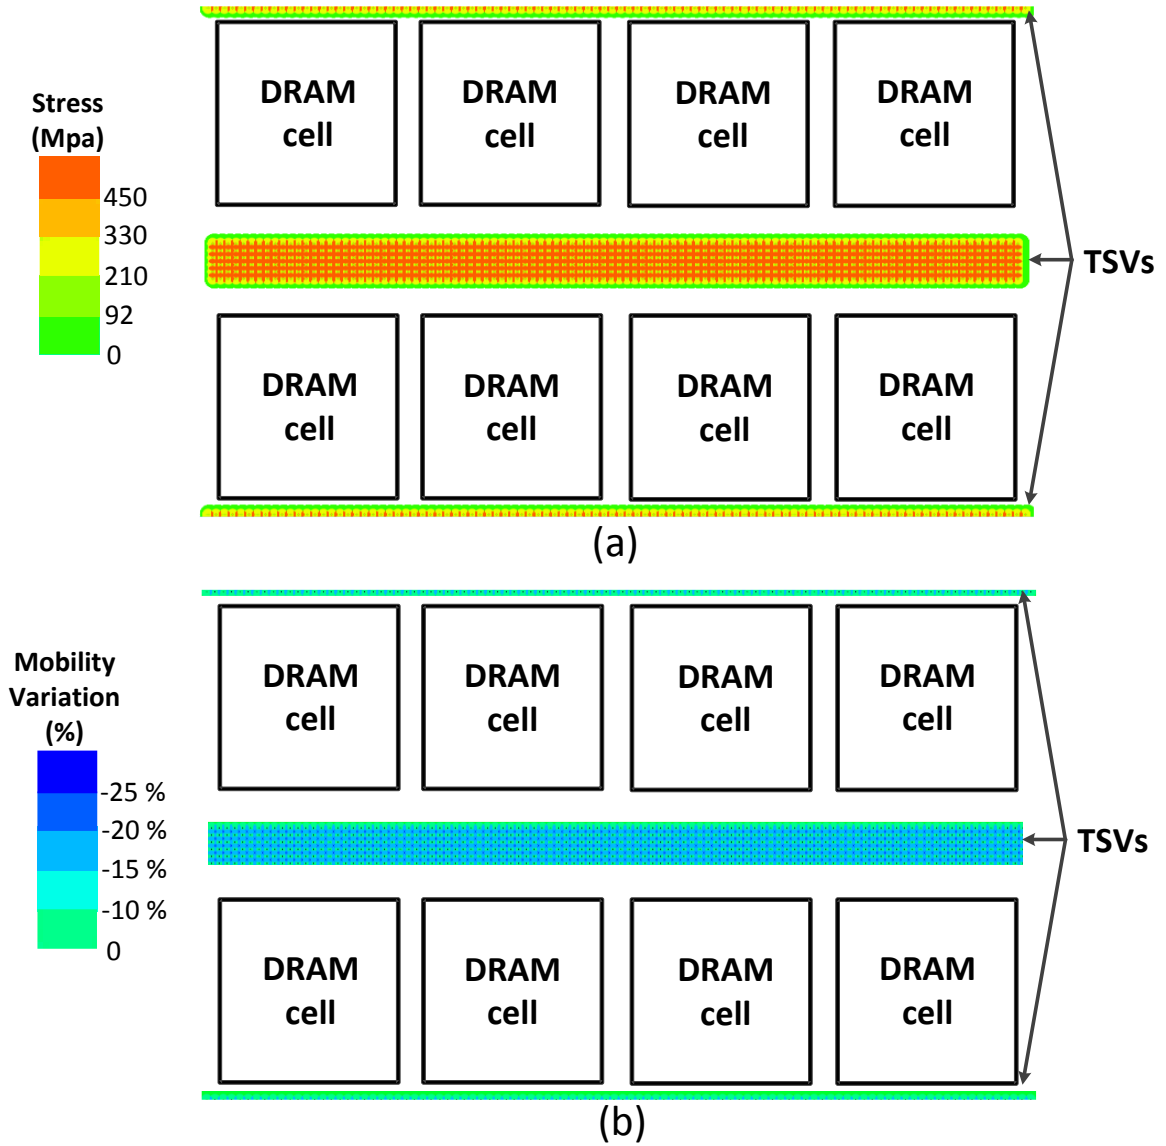 DRAM
cell
DRAM
cell
DRAM
cell
DRAM
cell
Stress
(Mpa)
450
330
210
92
0
TSVs
DRAM
cell
DRAM
cell
DRAM
cell
DRAM
cell
(a)
DRAM
cell
DRAM
cell
DRAM
cell
DRAM
cell
Mobility
Variation
(%)
-25 %
-20 %
-15 %
-10 %
0
TSVs
DRAM
cell
DRAM
cell
DRAM
cell
DRAM
cell
(b)